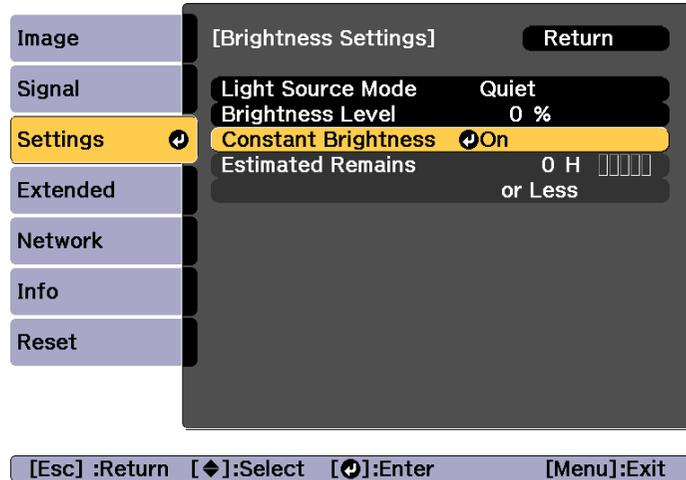 Image
Signal
Settings
Extended
Network
Info
Reset
[Brightness Settings] Return
Light Source Mode Quiet
Brightness Level 0 %
Constant Brightness On
Estimated Remains 0 H
or Less
[Esc] :Return [ ]:Select [ ]:Enter [Menu]:Exit